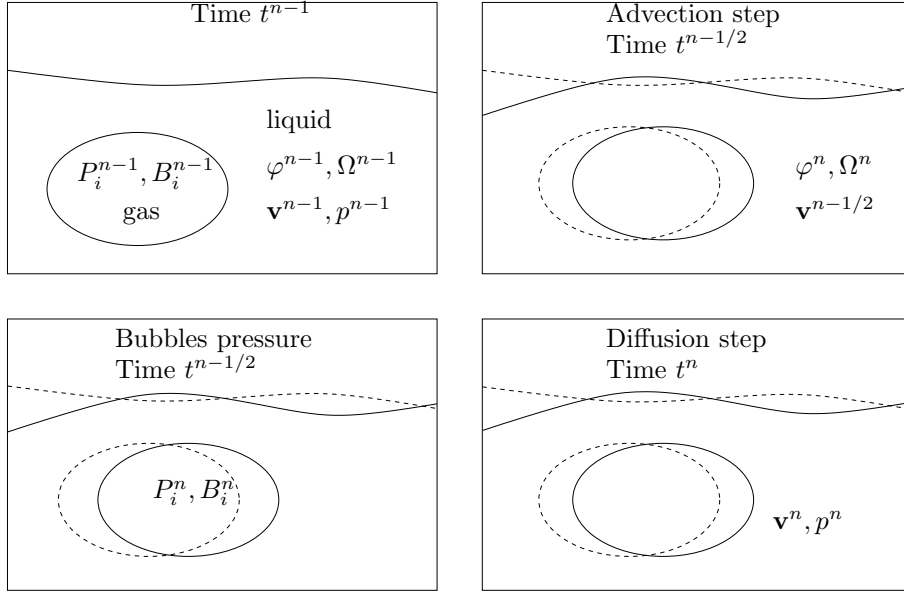 Time $t^{n-1}$
liquid
$P_i^{n-1}, B_i^{n-1}$
gas
$\varphi^{n-1}, \Omega^{n-1}$
$\mathbf{v}^{n-1}, p^{n-1}$
Advection step
Time $t^{n-1/2}$
$\varphi^n, \Omega^n$
$\mathbf{v}^{n-1/2}$
Bubbles pressure
Time $t^{n-1/2}$
$P_i^n, B_i^n$
Diffusion step
Time $t^n$
$\mathbf{v}^n, p^n$